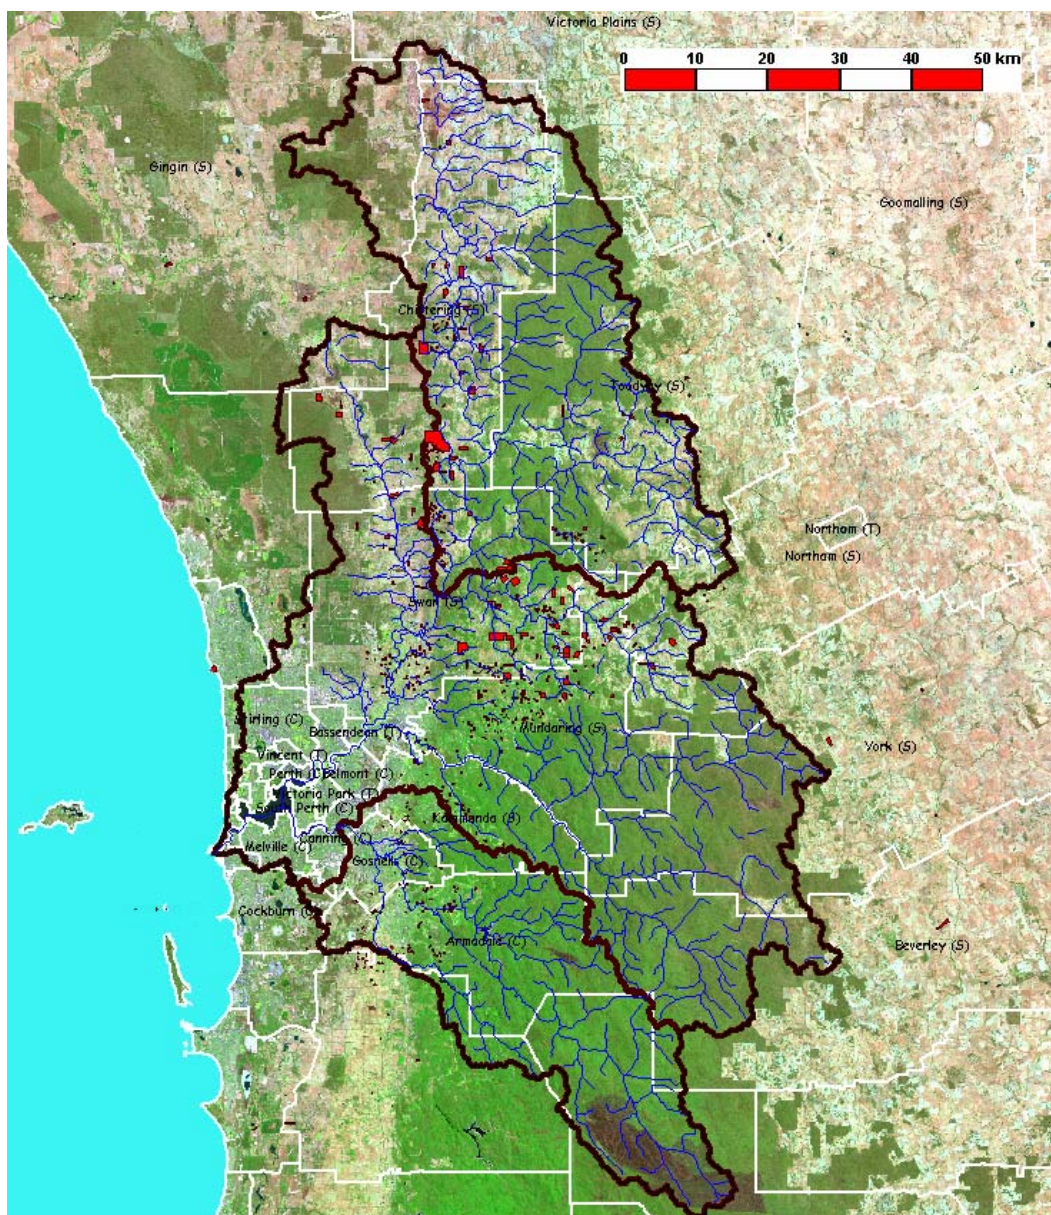 Victoria Plains (S)
0 10 20 30 40 50 km
Gingin (S)
Goomalling (S)
Chittering (S)
Toodyay (S)
Northam (T)
Northam (S)
Swan (S)
Stirling (C)
Mundaring (S)
Bassendean (T)
York (S)
Vincent (T)
Perth (C)
Belmont (C)
Victoria Park (T)
South Perth (C)
Kalamunda (S)
Canning (C)
Melville (C)
Gosnells (C)
Cockburn (C)
Armadale (C)
Beverley (S)